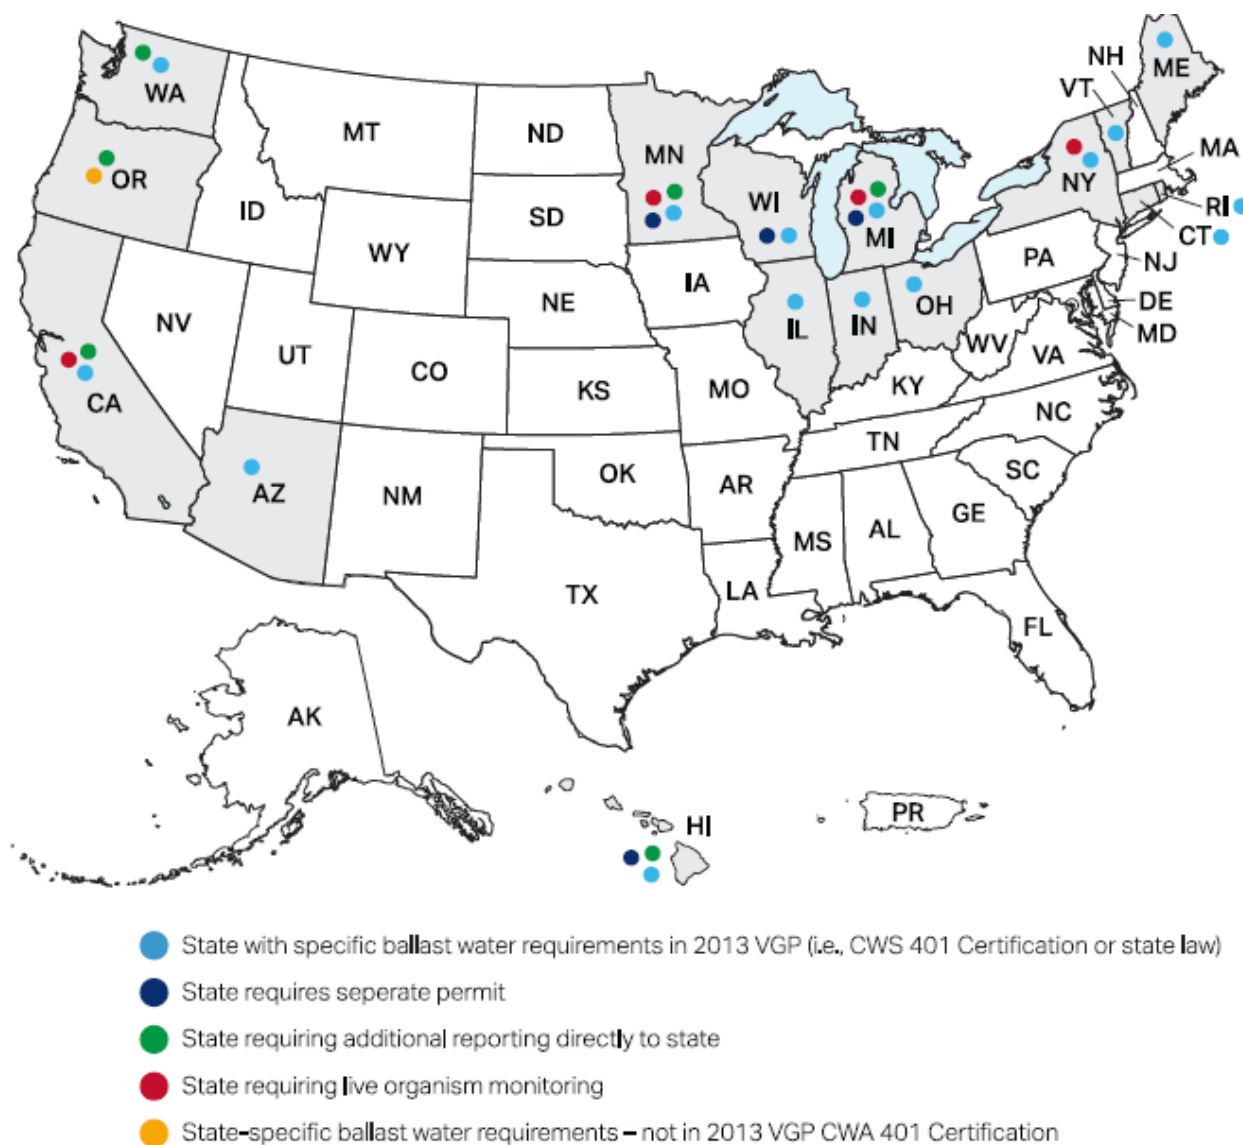 NH
ME
VT
WA
MT
ND
MN
MA
OR
WI
NY
RI
ID
SD
MI
CT
WY
PA
NJ
IA
NE
OH
DE
NV
IL
IN
MD
UT
CO
WV
VA
KS
MO
KY
CA
NC
TN
OK
SC
AZ
NM
AR
GE
MS
AL
TX
LA
FL
AK
HI
PR
State with specific ballast water requirements in 2013 VGP (i.e., CWS 401 Certification or state law)
State requires seperate permit
State requiring additional reporting directly to state
State requiring live organism monitoring
State-specific ballast water requirements – not in 2013 VGP CWA 401 Certification